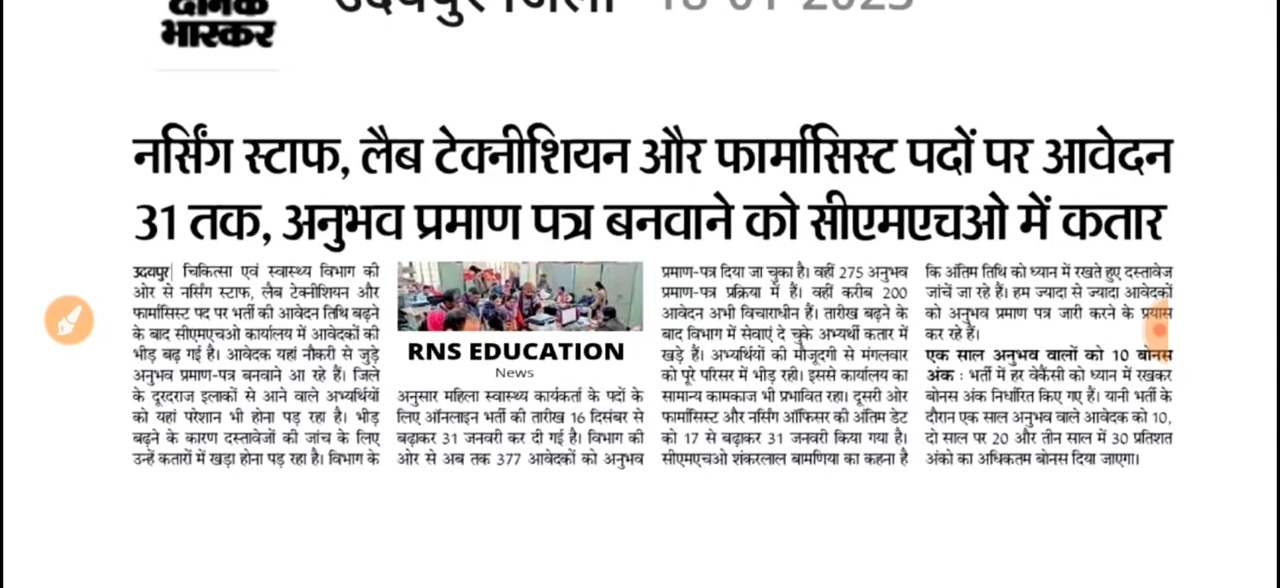 दैनिक
भास्कर
उदयपुर जिला 18-01-2023
नर्सिंग स्टाफ, लैब टेक्नीशियन और फार्मासिस्ट पदों पर आवेदन
31 तक, अनुभव प्रमाण पत्र बनवाने को सीएमएचओ में कतार
उदयपुर| चिकित्सा एवं स्वास्थ्य विभाग की
ओर से नर्सिंग स्टाफ, लैब टेक्नीशियन और
फार्मासिस्ट पद पर भर्ती की आवेदन तिथि बढ़ने
के बाद सीएमएचओ कार्यालय में आवेदकों की
भीड़ बढ़ गई है। आवेदक यहां नौकरी से जुड़े
अनुभव प्रमाण-पत्र बनवाने आ रहे हैं। जिले
के दूरदराज इलाकों से आने वाले अभ्यर्थियों
को यहां परेशान भी होना पड़ रहा है। भीड़
बढ़ने के कारण दस्तावेजों की जांच के लिए
उन्हें कतारों में खड़ा होना पड़ रहा है। विभाग के
RNS EDUCATION
News
अनुसार महिला स्वास्थ्य कार्यकर्ता के पदों के
लिए ऑनलाइन भर्ती की तारीख 16 दिसंबर से
बढ़ाकर 31 जनवरी कर दी गई है। विभाग की
ओर से अब तक 377 आवेदकों को अनुभव
प्रमाण-पत्र दिया जा चुका है। वहीं 275 अनुभव
प्रमाण-पत्र प्रक्रिया में हैं। वहीं करीब 200
आवेदन अभी विचाराधीन हैं। तारीख बढ़ने के
बाद विभाग में सेवाएं दे चुके अभ्यर्थी कतार में
खड़े हैं। अभ्यर्थियों की मौजूदगी से मंगलवार
को पूरे परिसर में भीड़ रही। इससे कार्यालय का
सामान्य कामकाज भी प्रभावित रहा। दूसरी ओर
फार्मासिस्ट और नर्सिंग ऑफिसर की अंतिम डेट
को 17 से बढ़ाकर 31 जनवरी किया गया है।
सीएमएचओ शंकरलाल बामणिया का कहना है
कि अंतिम तिथि को ध्यान में रखते हुए दस्तावेज
जांचें जा रहे हैं। हम ज्यादा से ज्यादा आवेदकों
को अनुभव प्रमाण पत्र जारी करने के प्रयास
कर रहे हैं।
एक साल अनुभव वालों को 10 बोनस
अंक : भर्ती में हर वेकैंसी को ध्यान में रखकर
बोनस अंक निर्धारित किए गए हैं। यानी भर्ती के
दौरान एक साल अनुभव वाले आवेदक को 10,
दो साल पर 20 और तीन साल में 30 प्रतिशत
अंको का अधिकतम बोनस दिया जाएगा।